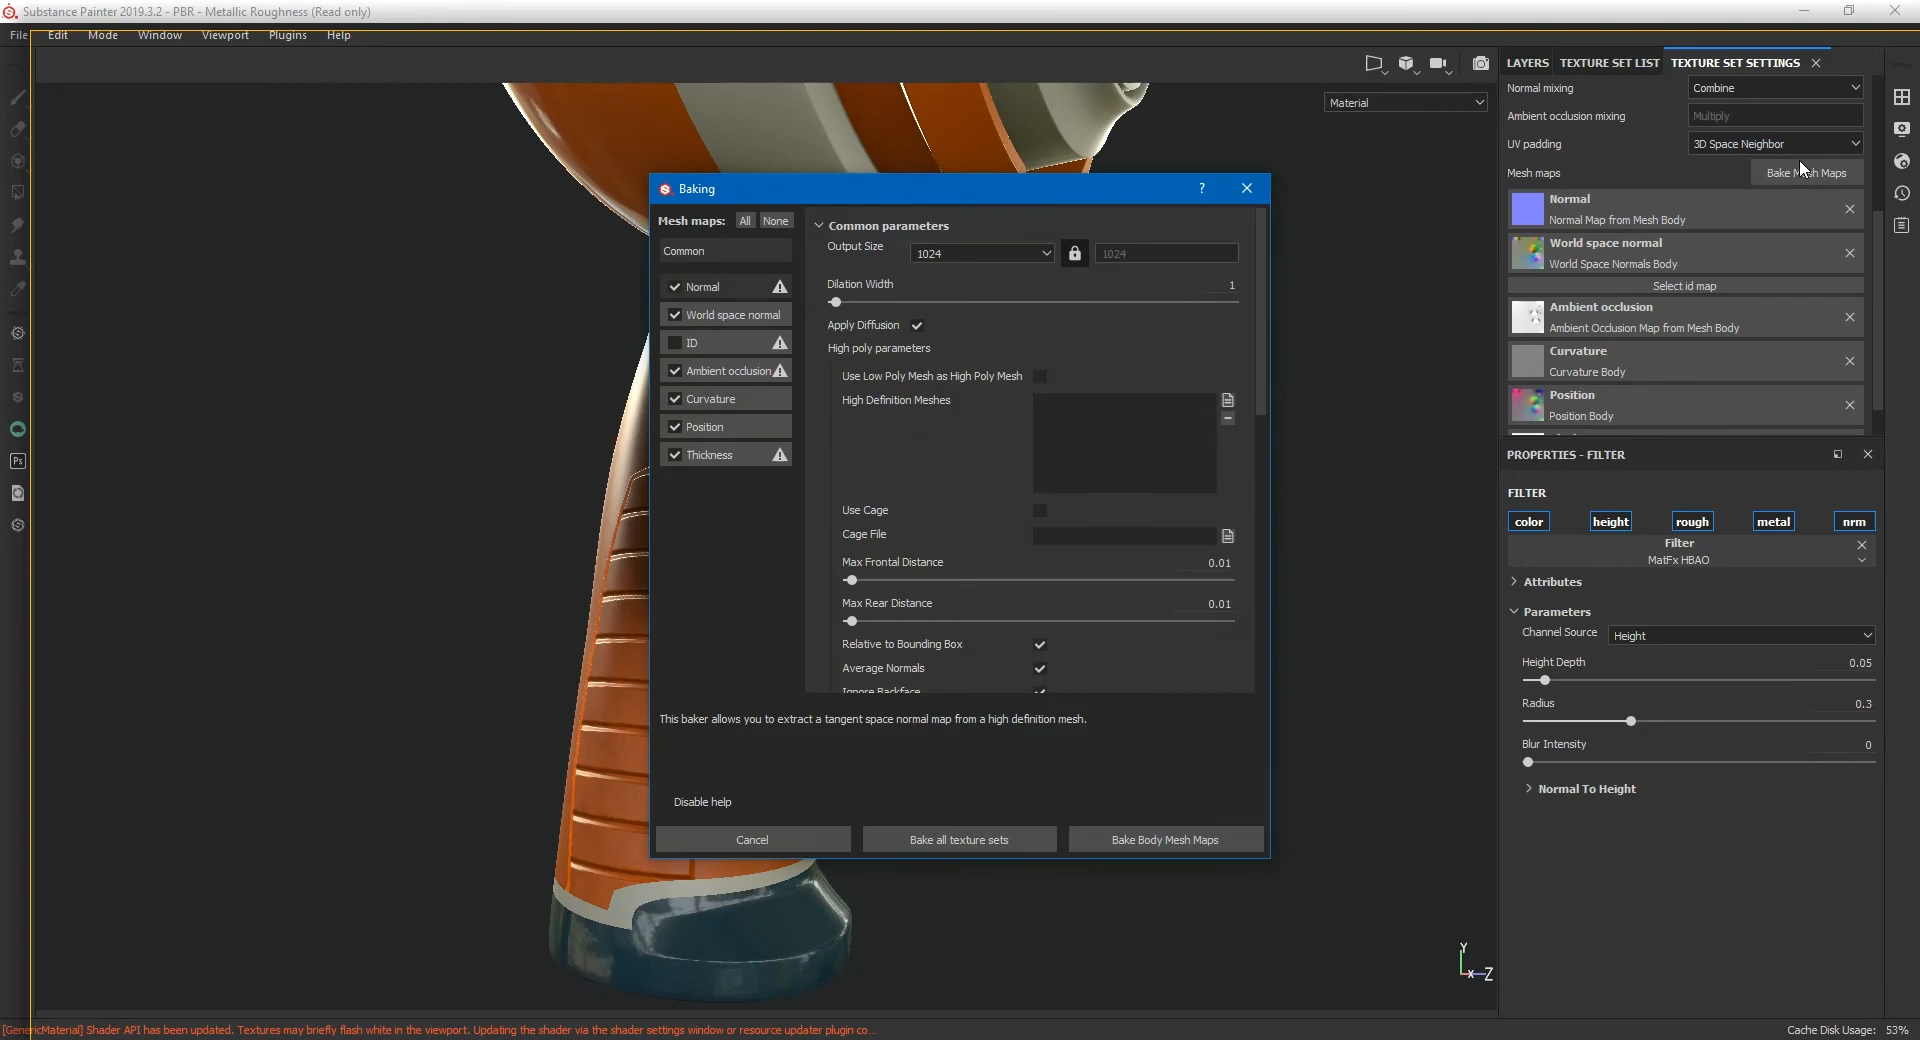 Substance Painter 2019.3.2 - PBR - Metallic Roughness (Read only)
File Edit Mode Window Viewport Plugins Help
LAYERS TEXTURE SET LIST TEXTURE SET SETTINGS
Material
Normal mixing Combine
Ambient occlusion mixing Multiply
UV padding 3D Space Neighbor
Mesh maps Bake Mesh Maps
Normal
Normal Map from Mesh Body
World space normal
World Space Normals Body
Select id map
Ambient occlusion
Ambient Occlusion Map from Mesh Body
Curvature
Curvature Body
Position
Position Body
Baking ?
Mesh maps: All None
Common
Normal
World space normal
ID
Ambient occlusion
Curvature
Position
Thickness
Common parameters
Output Size 1024 1024
Dilation Width 1
Apply Diffusion
High poly parameters
Use Low Poly Mesh as High Poly Mesh
High Definition Meshes
Use Cage
Cage File
Max Frontal Distance 0.01
Max Rear Distance 0.01
Relative to Bounding Box
Average Normals
Ignore Backface
This baker allows you to extract a tangent space normal map from a high definition mesh.
Disable help
Cancel Bake all texture sets Bake Body Mesh Maps
PROPERTIES - FILTER
FILTER
color height rough metal nrm
Filter
MatFx HBAO
Attributes
Parameters
Channel Source Height
Height Depth 0.05
Radius 0.3
Blur Intensity 0
Normal To Height
Ps
Y
X Z
[GenericMaterial] Shader API has been updated. Textures may briefly flash white in the viewport. Updating the shader via the shader settings window or resource updater plugin co...
Cache Disk Usage: 53%